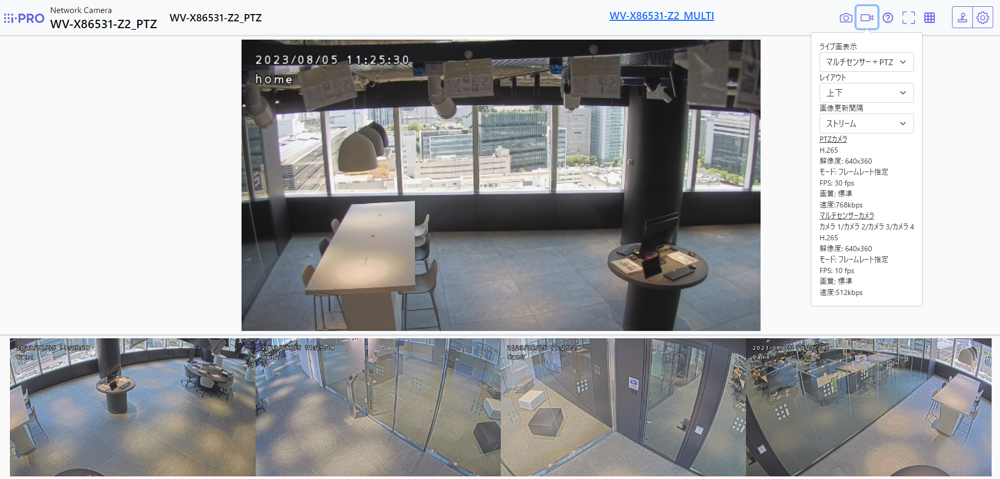 i-PRO
Network Camera
WV-X86531-Z2_PTZ
WV-X86531-Z2_PTZ
WV-X86531-Z2_MULTI
ライブ画表示
マルチセンサー＋PTZ
レイアウト
上下
画像更新間隔
ストリーム
PTZカメラ
H.265
解像度: 640x360
モード: フレームレート指定
FPS: 30 fps
画質: 標準
速度:768kbps
マルチセンサーカメラ
カメラ 1/カメラ 2/カメラ 3/カメラ 4
H.265
解像度: 640x360
モード: フレームレート指定
FPS: 10 fps
画質: 標準
速度:512kbps
2023/08/05 11:25:30
home
2023/08/05 11:25:28
Cam1
2023/08/05 11:25:28
Cam2
2023/08/05 11:25:28
Cam3
2023/08/05 11:25:28
Cam4